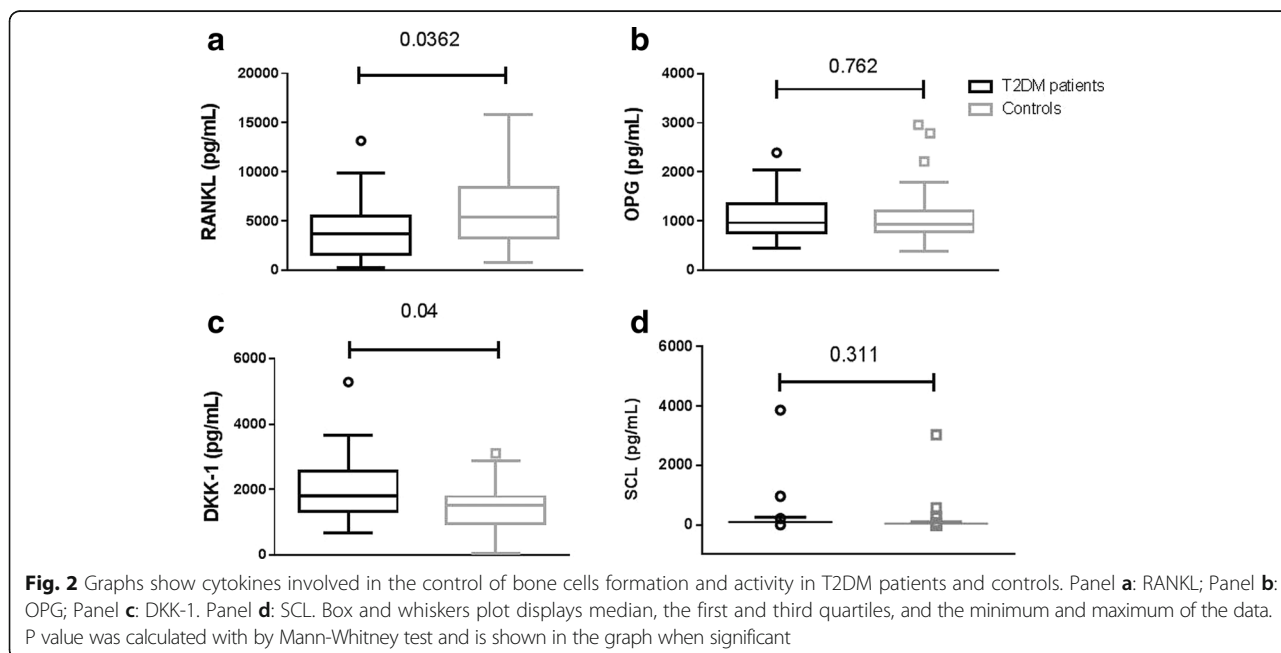 a
0.0362
20000
15000
10000
5000
0
RANKL (pg/mL)
b
0.762
4000
3000
2000
1000
0
OPG (pg/mL)
T2DM patients
Controls
c
0.04
6000
4000
2000
0
DKK-1 (pg/mL)
d
0.311
6000
4000
2000
0
SCL (pg/mL)
Fig. 2 Graphs show cytokines involved in the control of bone cells formation and activity in T2DM patients and controls. Panel a: RANKL; Panel b:
OPG; Panel c: DKK-1. Panel d: SCL. Box and whiskers plot displays median, the first and third quartiles, and the minimum and maximum of the data.
P value was calculated with by Mann-Whitney test and is shown in the graph when significant